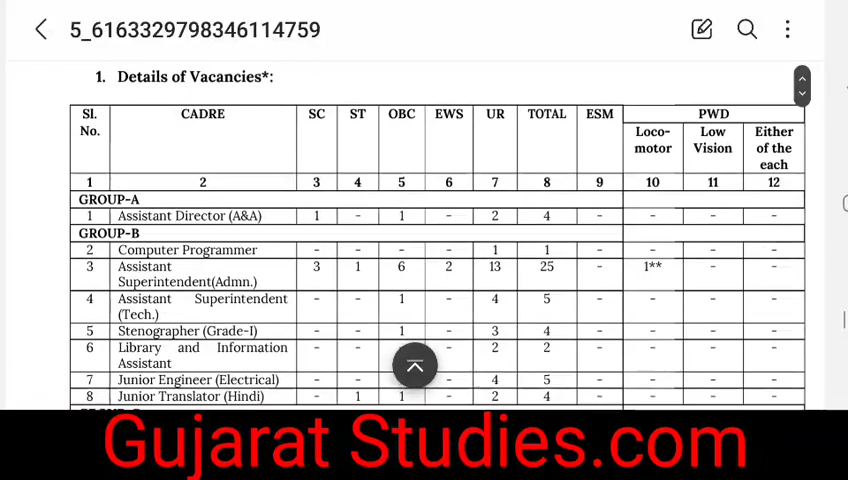 5_6163329798346114759
1. Details of Vacancies*:
Sl. No. CADRE SC ST OBC EWS UR TOTAL ESM PWD
Loco-motor Low Vision Either of the each
1 2 3 4 5 6 7 8 9 10 11 12
GROUP-A
1 Assistant Director (A&A) 1 - 1 - 2 4 - - - -
GROUP-B
2 Computer Programmer - - - - 1 1 - - - -
3 Assistant Superintendent(Admn.) 3 1 6 2 13 25 - 1** - -
4 Assistant Superintendent (Tech.) - - 1 - 4 5 - - - -
5 Stenographer (Grade-I) - - 1 - 3 4 - - - -
6 Library and Information Assistant - - - 2 2 - - - -
7 Junior Engineer (Electrical) - - - 4 5 - - - -
8 Junior Translator (Hindi) - 1 1 - 2 4 - - - -
Gujarat Studies.com